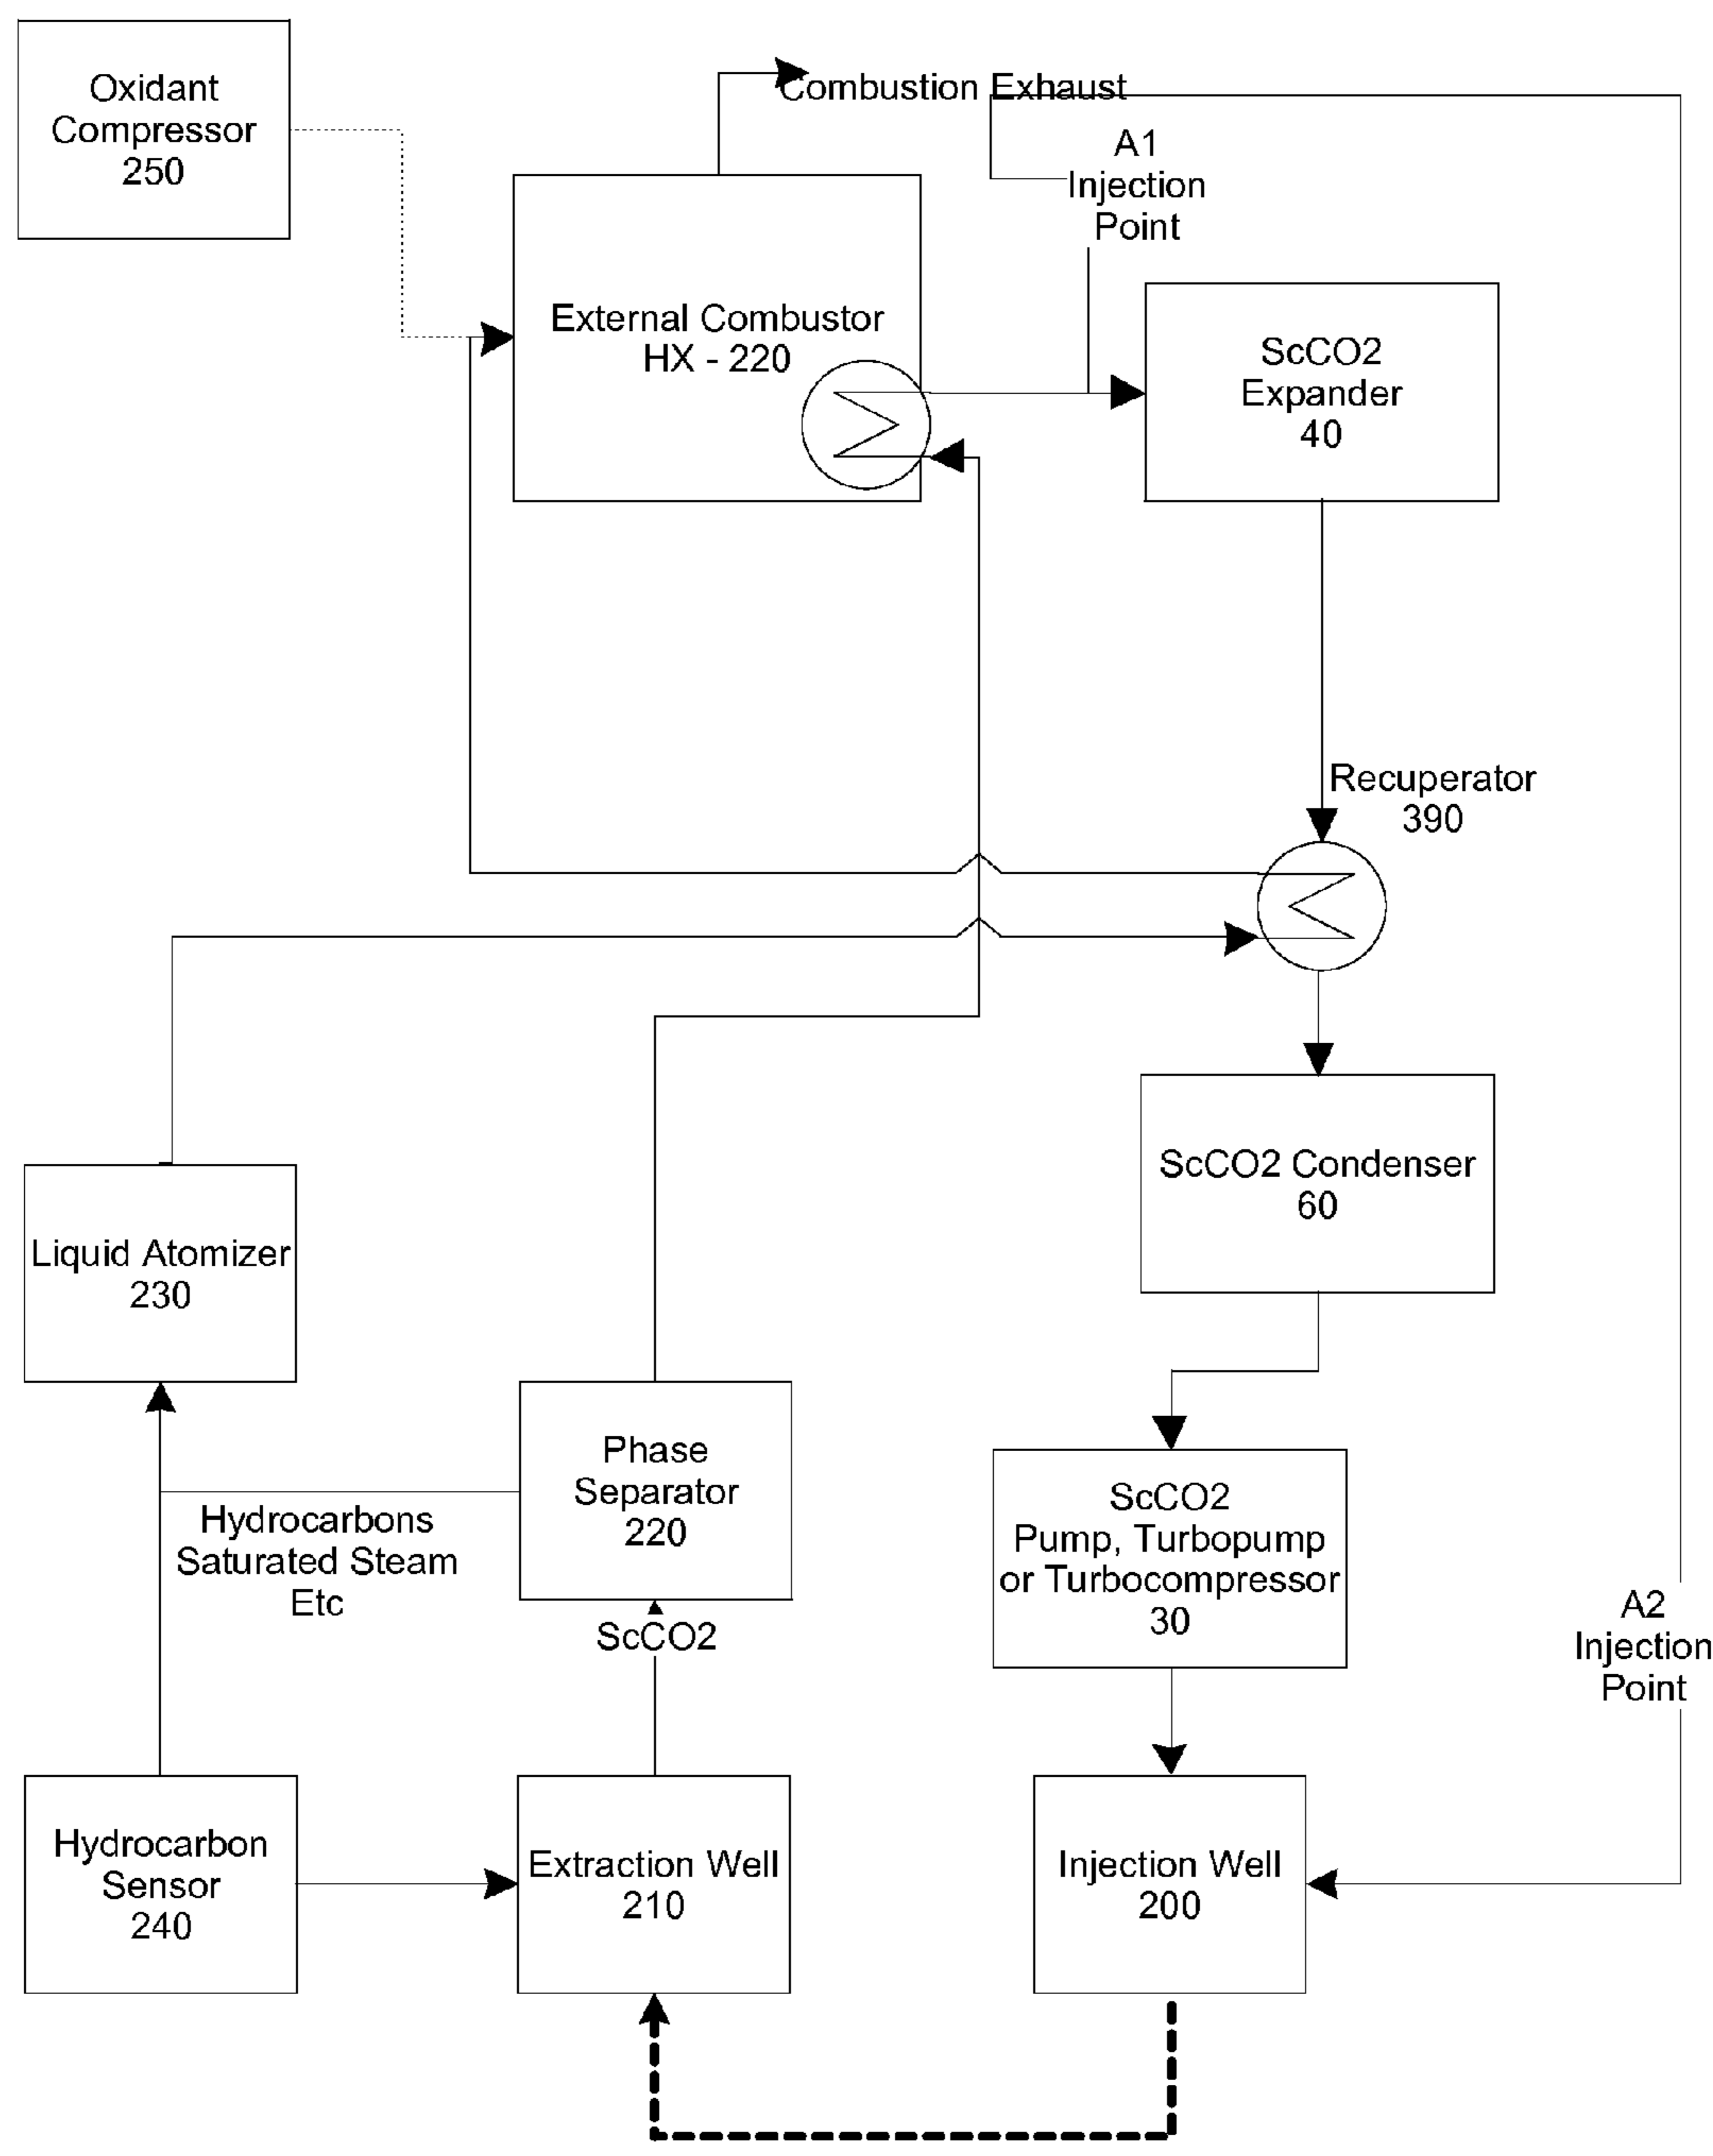 Oxidant
Compressor
250
Combustion Exhaust
A1
Injection
Point
External Combustor
HX - 220
ScCO2
Expander
40
Recuperator
390
ScCO2 Condenser
60
Liquid Atomizer
230
Phase
Separator
220
Hydrocarbons
Saturated Steam
Etc
ScCO2
ScCO2
Pump, Turbopump
or Turbocompressor
30
A2
Injection
Point
Hydrocarbon
Sensor
240
Extraction Well
210
Injection Well
200